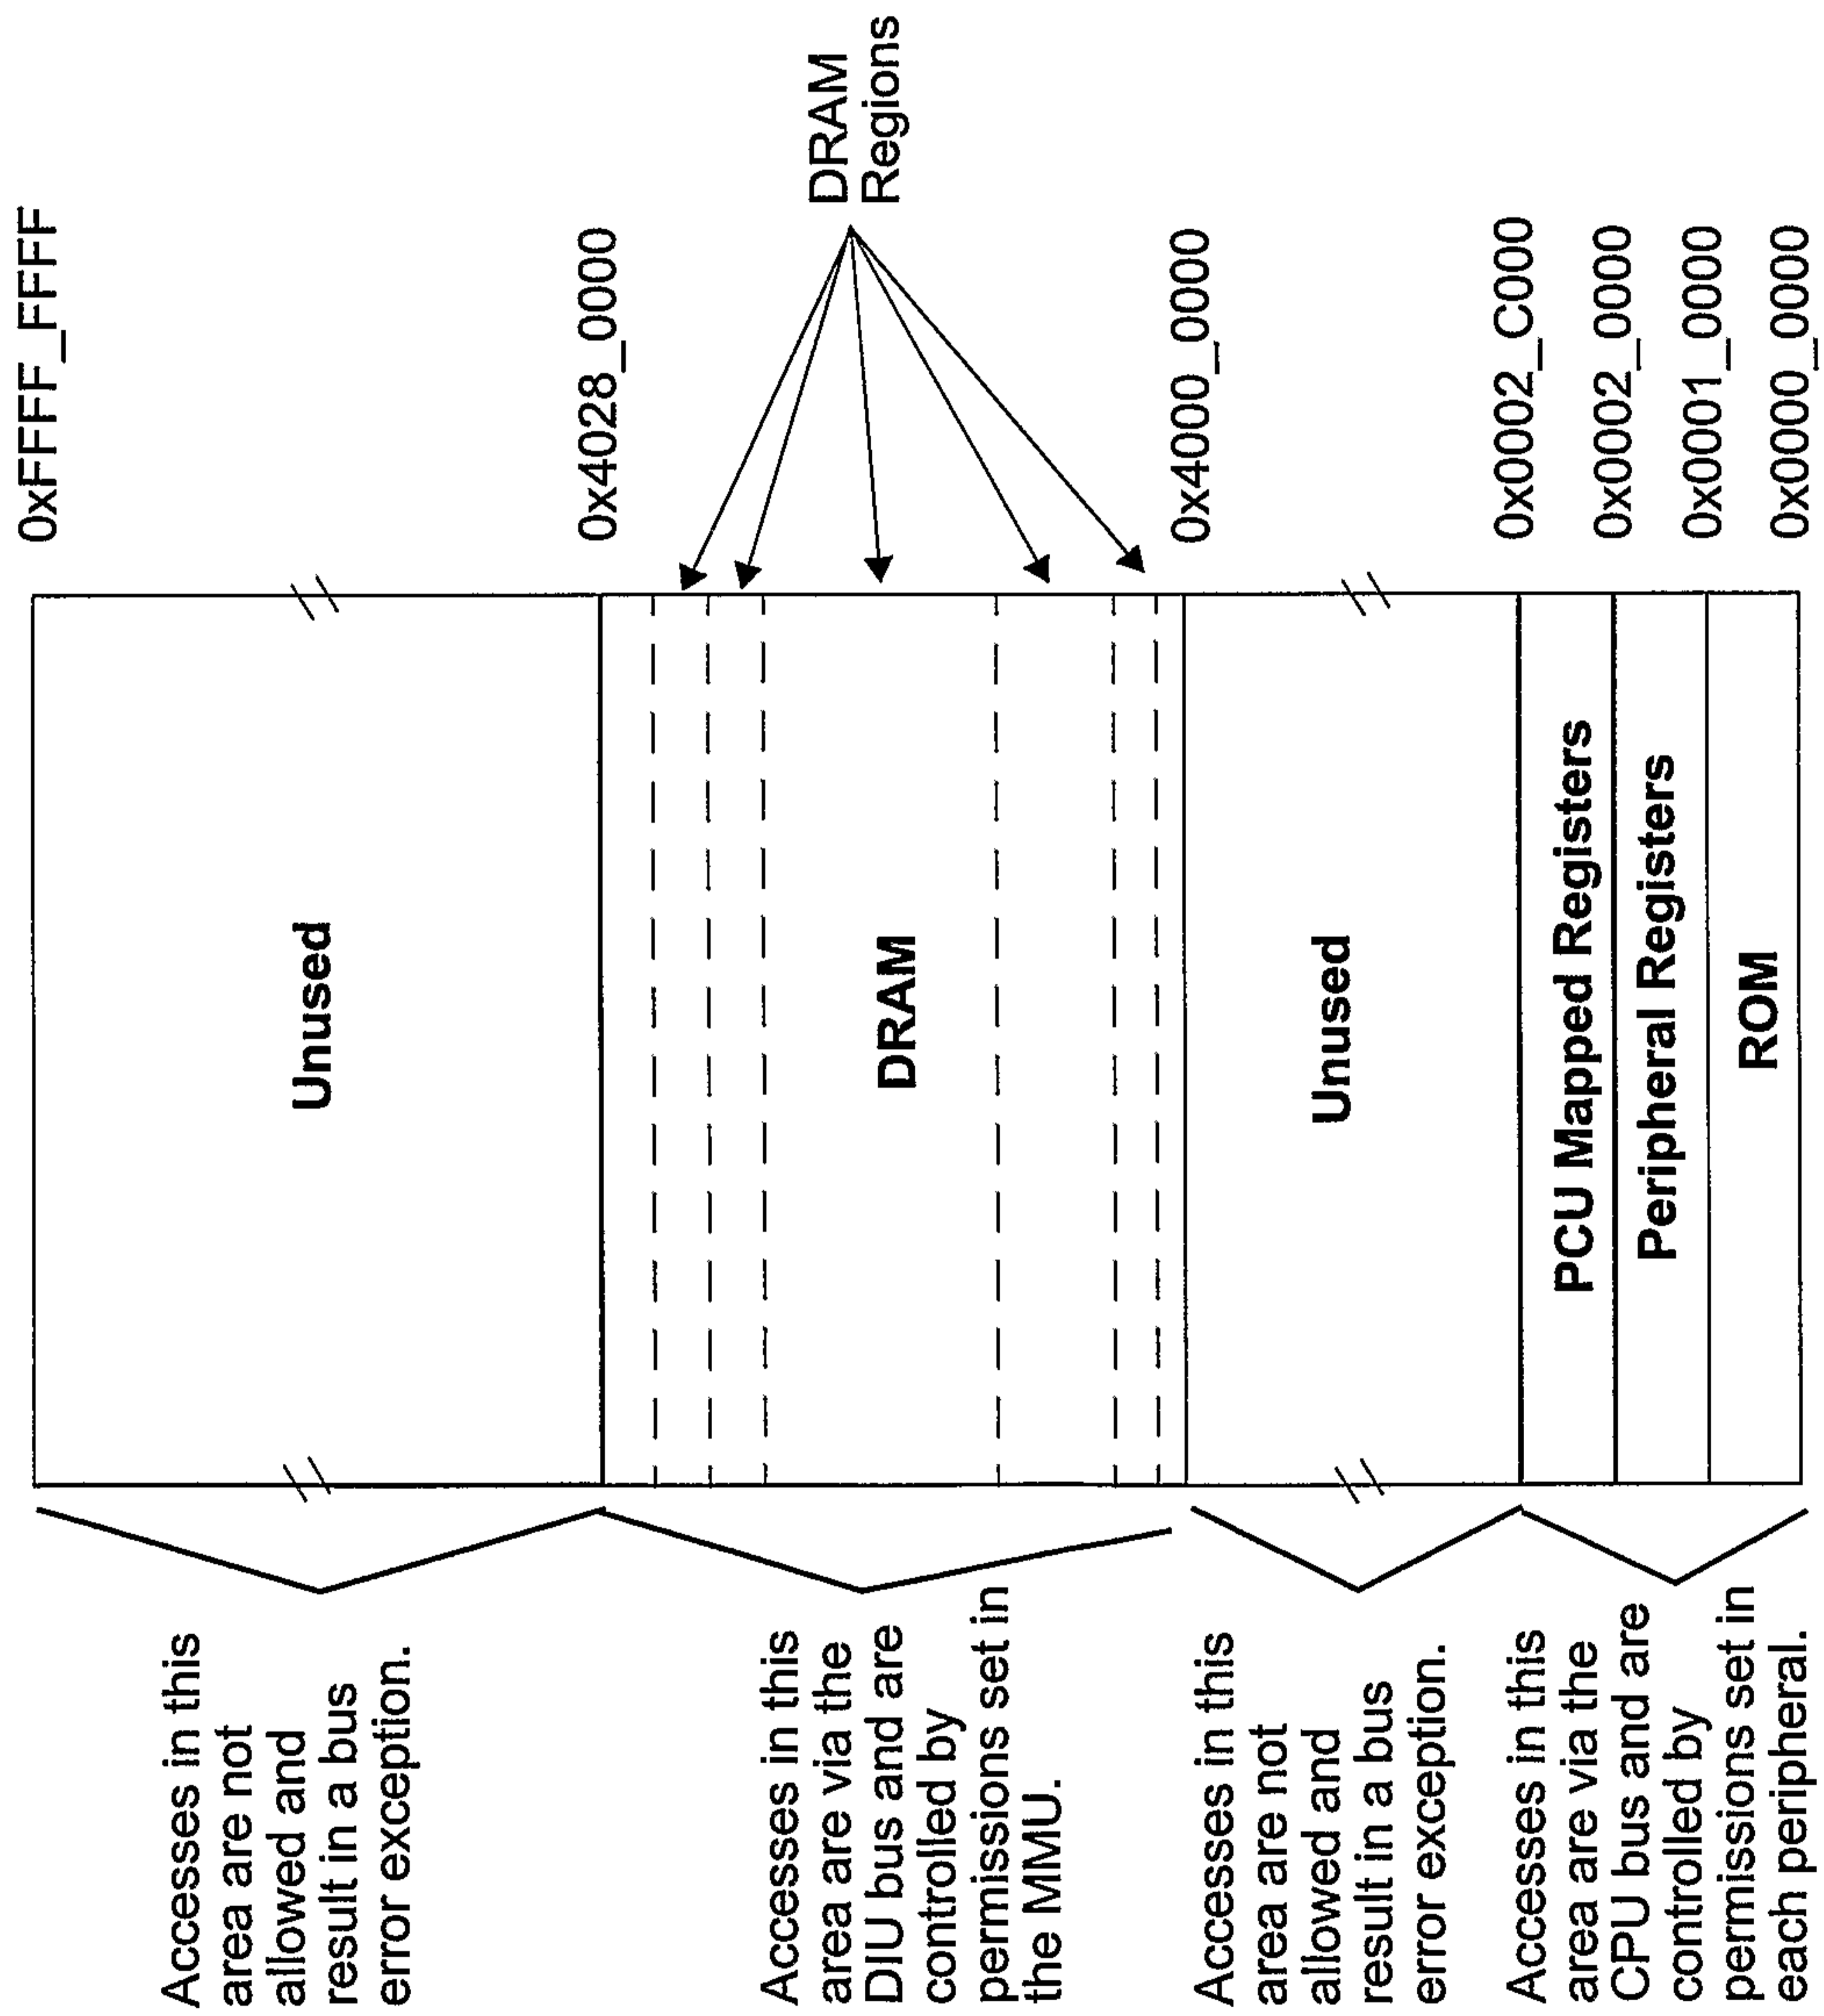 Accesses in this
area are not
allowed and
result in a bus
error exception.
Accesses in this
area are via the
DIU bus and are
controlled by
permissions set in
the MMU.
Accesses in this
area are not
allowed and
result in a bus
error exception.
Accesses in this
area are via the
CPU bus and are
controlled by
permissions set in
each peripheral.
Unused
DRAM
Unused
PCU Mapped Registers
Peripheral Registers
ROM
0xFFFF_FFFF
0x4028_0000
0x4000_0000
0x0002_C000
0x0002_0000
0x0001_0000
0x0000_0000
DRAM
Regions